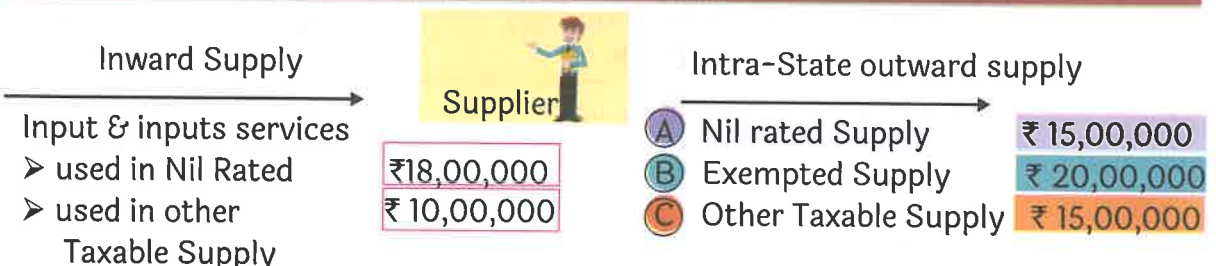 Inward Supply
Supplier
Intra-State outward supply
Input & inputs services
➤ used in Nil Rated ₹18,00,000
➤ used in other ₹ 10,00,000
Taxable Supply
A Nil rated Supply ₹ 15,00,000
B Exempted Supply ₹ 20,00,000
C Other Taxable Supply ₹ 15,00,000